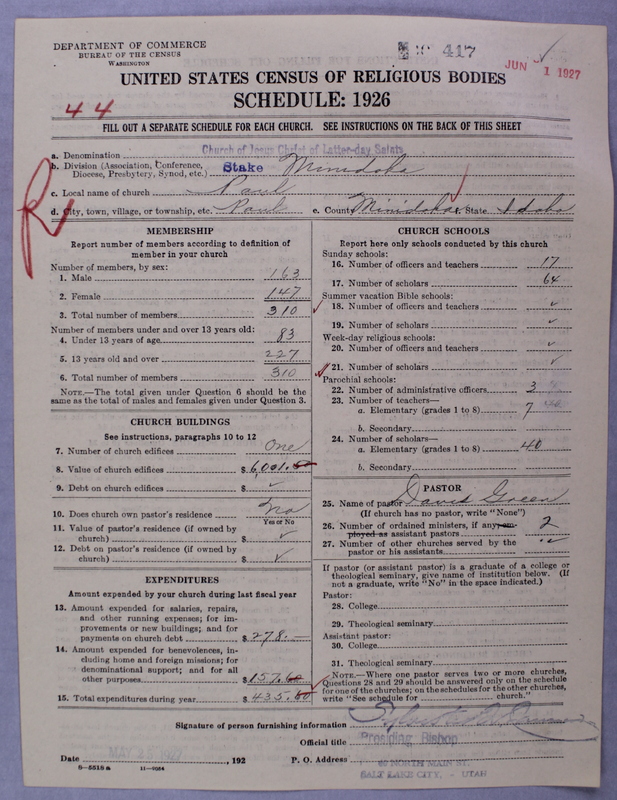 DEPARTMENT OF COMMERCE
BUREAU OF THE CENSUS
WASHINGTON
417
JUN 1 1927
UNITED STATES CENSUS OF RELIGIOUS BODIES
SCHEDULE: 1926
44
FILL OUT A SEPARATE SCHEDULE FOR EACH CHURCH. SEE INSTRUCTIONS ON THE BACK OF THIS SHEET
a. Denomination Church of Jesus Christ of Latter-day Saints
b. Division (Association, Conference, Diocese, Presbytery, Synod, etc.) Stake Minidoka
c. Local name of church Paul
d. City, town, village, or township, etc. Paul e. County Minidoka f. State Idaho
R
MEMBERSHIP
Report number of members according to definition of
member in your church
Number of members, by sex:
1. Male 163
2. Female 147
3. Total number of members 310
Number of members under and over 13 years old:
4. Under 13 years of age 83
5. 13 years old and over 227
6. Total number of members 310
NOTE.—The total given under Question 6 should be
same as the total of males and females given under Question 3.
CHURCH BUILDINGS
See instructions, paragraphs 10 to 12
7. Number of church edifices One
8. Value of church edifices $6,001.00
9. Debt on church edifices $ ✓
10. Does church own pastor's residence No
Yes or No
11. Value of pastor's residence (if owned by
church) $ ✓
12. Debt on pastor's residence (if owned by
church) $ ✓
EXPENDITURES
Amount expended by your church during last fiscal year
13. Amount expended for salaries, repairs,
and other running expenses; for im-
provements or new buildings; and for
payments on church debt $278.—
14. Amount expended for benevolences, in-
cluding home and foreign missions; for
denominational support; and for all
other purposes $157.60
15. Total expenditures during year $435.60
CHURCH SCHOOLS
Report here only schools conducted by this church
Sunday schools:
16. Number of officers and teachers 17
17. Number of scholars 64
Summer vacation Bible schools:
18. Number of officers and teachers ✓
19. Number of scholars ✓
Week-day religious schools:
20. Number of officers and teachers ✓
21. Number of scholars ✓
Parochial schools:
22. Number of administrative officers 3
23. Number of teachers—
a. Elementary (grades 1 to 8) 7
b. Secondary
24. Number of scholars—
a. Elementary (grades 1 to 8) 40
b. Secondary
PASTOR
25. Name of pastor David Green
(If church has no pastor, write "None")
26. Number of ordained ministers, if any, em-
ployed as assistant pastors 2
27. Number of other churches served by the
pastor or his assistants ✓
If pastor (or assistant pastor) is a graduate of a college or
theological seminary, give name of institution below. (If
not a graduate, write "No" in the space indicated.)
Pastor:
28. College
29. Theological seminary
Assistant pastor:
30. College
31. Theological seminary
NOTE.—Where one pastor serves two or more churches,
Questions 28 and 29 should be answered only on the schedule
for one of the churches; on the schedules for the other churches,
write "See schedule for church."
Signature of person furnishing information
Official title Presiding Bishop
Date MAY 25 1927, 192 P. O. Address 40 NORTH MAIN ST.
8—5518 a 11—9564 SALT LAKE CITY, - UTAH